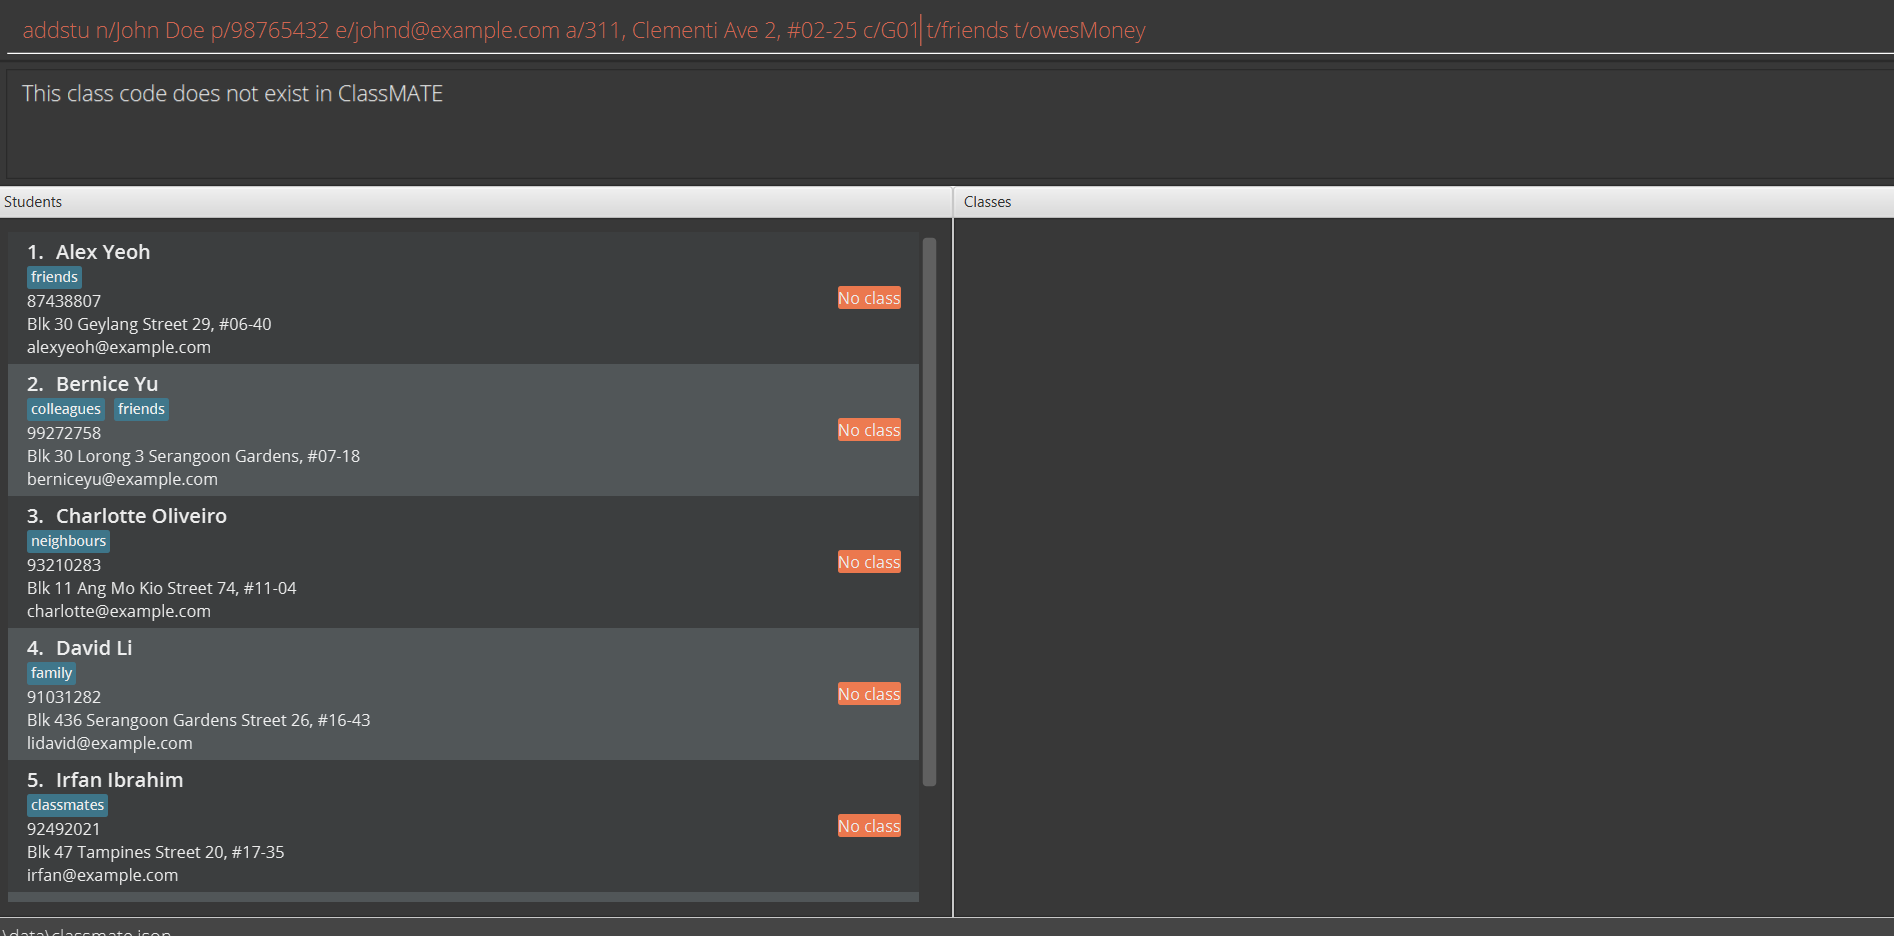 addstu n/John Doe p/98765432 e/johnd@example.com a/311, Clementi Ave 2, #02-25 c/G01 t/friends t/owesMoney
This class code does not exist in ClassMATE
Students
Classes
1. Alex Yeoh
friends
87438807
No class
Blk 30 Geylang Street 29, #06-40
alexyeoh@example.com
2. Bernice Yu
colleagues friends
99272758
No class
Blk 30 Lorong 3 Serangoon Gardens, #07-18
berniceyu@example.com
3. Charlotte Oliveiro
neighbours
93210283
No class
Blk 11 Ang Mo Kio Street 74, #11-04
charlotte@example.com
4. David Li
family
91031282
No class
Blk 436 Serangoon Gardens Street 26, #16-43
lidavid@example.com
5. Irfan Ibrahim
classmates
92492021
No class
Blk 47 Tampines Street 20, #17-35
irfan@example.com
\data\classmate.json